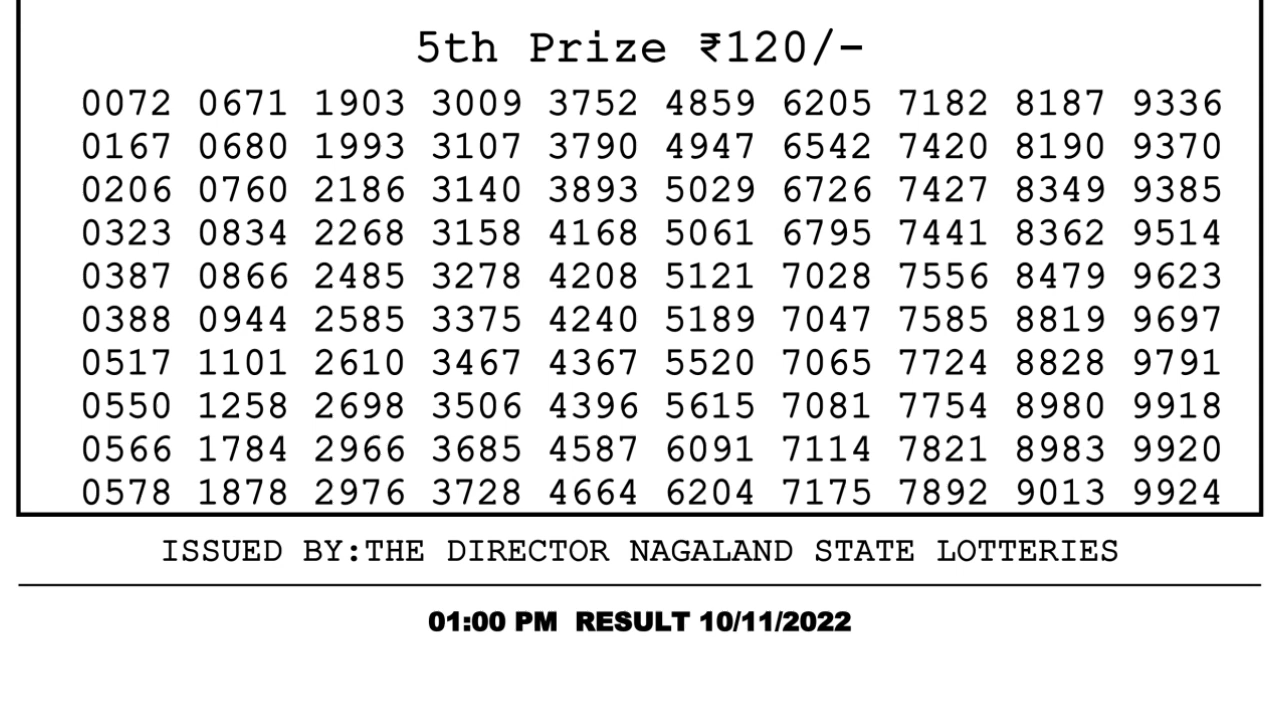 5th Prize ₹120/-
0072 0671 1903 3009 3752 4859 6205 7182 8187 9336
0167 0680 1993 3107 3790 4947 6542 7420 8190 9370
0206 0760 2186 3140 3893 5029 6726 7427 8349 9385
0323 0834 2268 3158 4168 5061 6795 7441 8362 9514
0387 0866 2485 3278 4208 5121 7028 7556 8479 9623
0388 0944 2585 3375 4240 5189 7047 7585 8819 9697
0517 1101 2610 3467 4367 5520 7065 7724 8828 9791
0550 1258 2698 3506 4396 5615 7081 7754 8980 9918
0566 1784 2966 3685 4587 6091 7114 7821 8983 9920
0578 1878 2976 3728 4664 6204 7175 7892 9013 9924
ISSUED BY:THE DIRECTOR NAGALAND STATE LOTTERIES
01:00 PM RESULT 10/11/2022